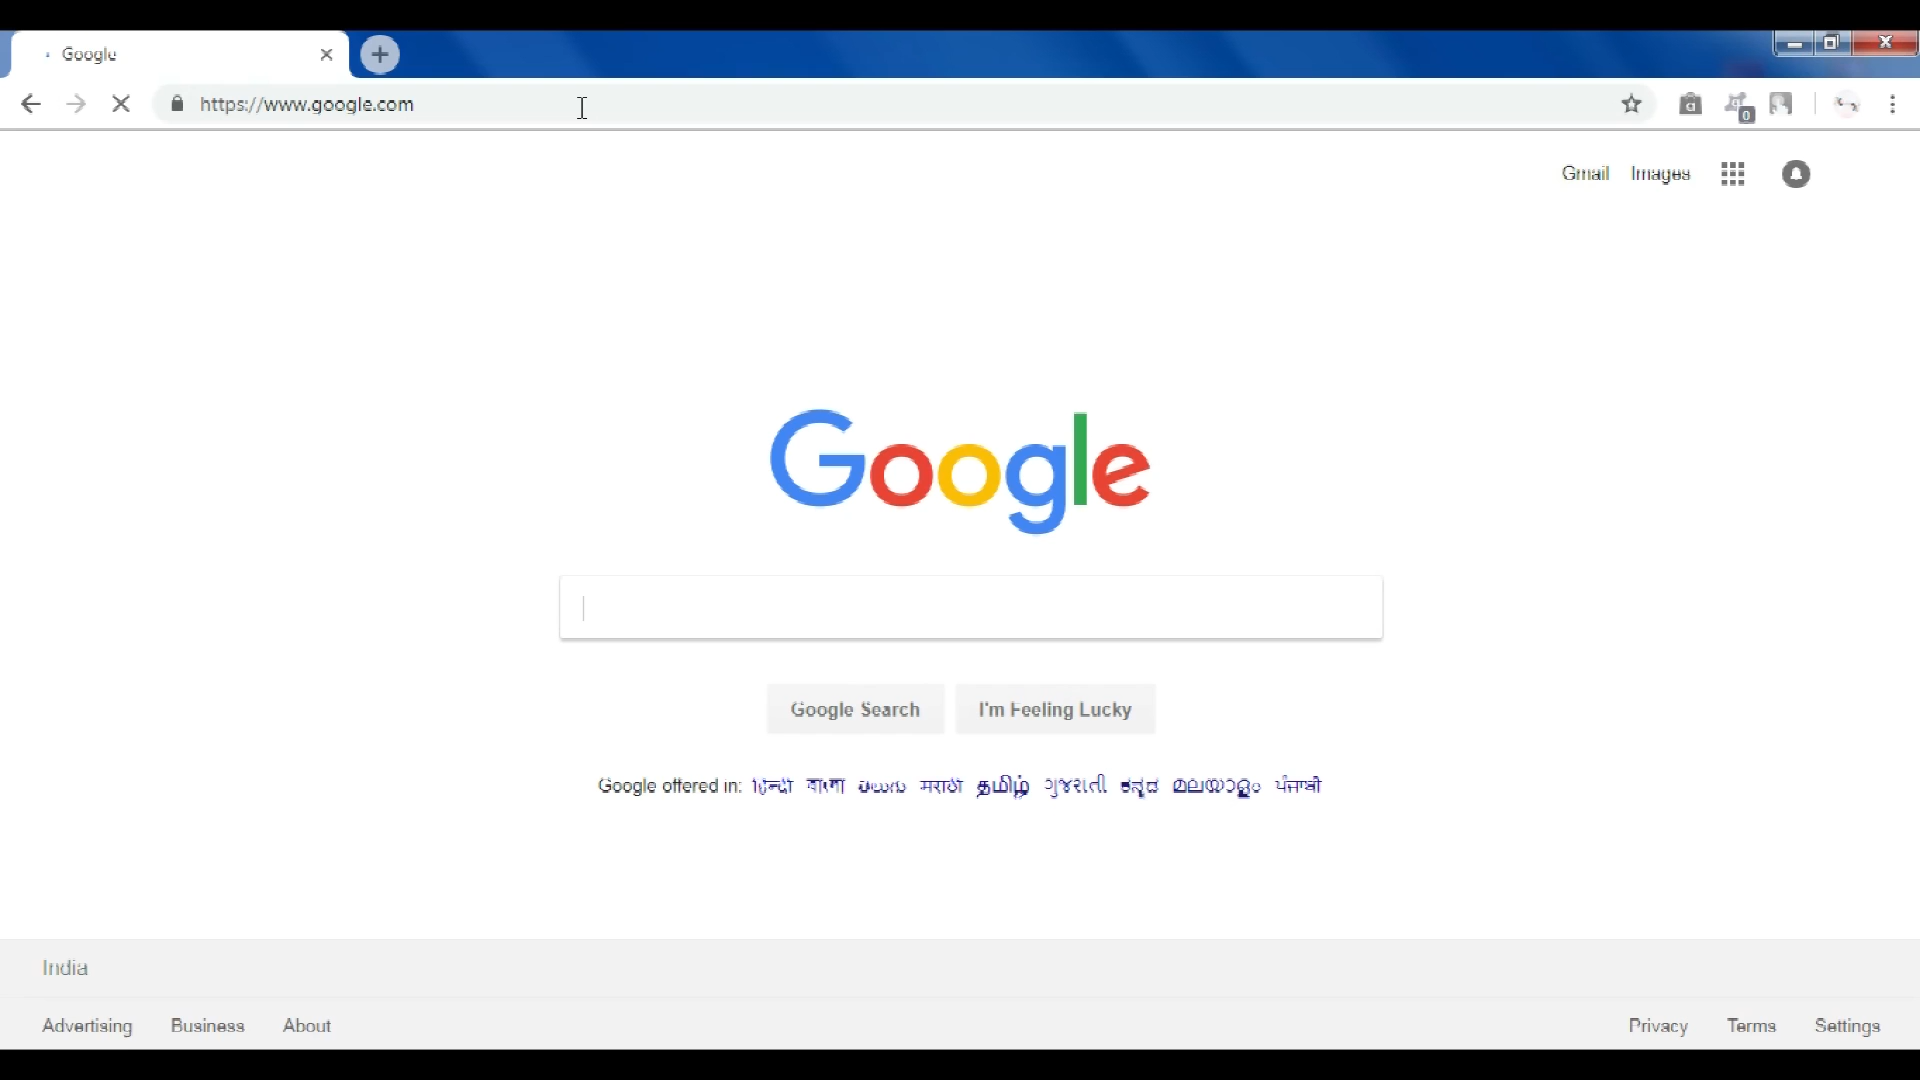 Google
https://www.google.com
0
Gmail Images
Google
Google Search I'm Feeling Lucky
Google offered in: हिन्दी বাংলা తెలుగు मराठी தமிழ் ગુજરાતી ಕನ್ನಡ മലയാളം ਪੰਜਾਬੀ
India
Advertising Business About Privacy Terms Settings